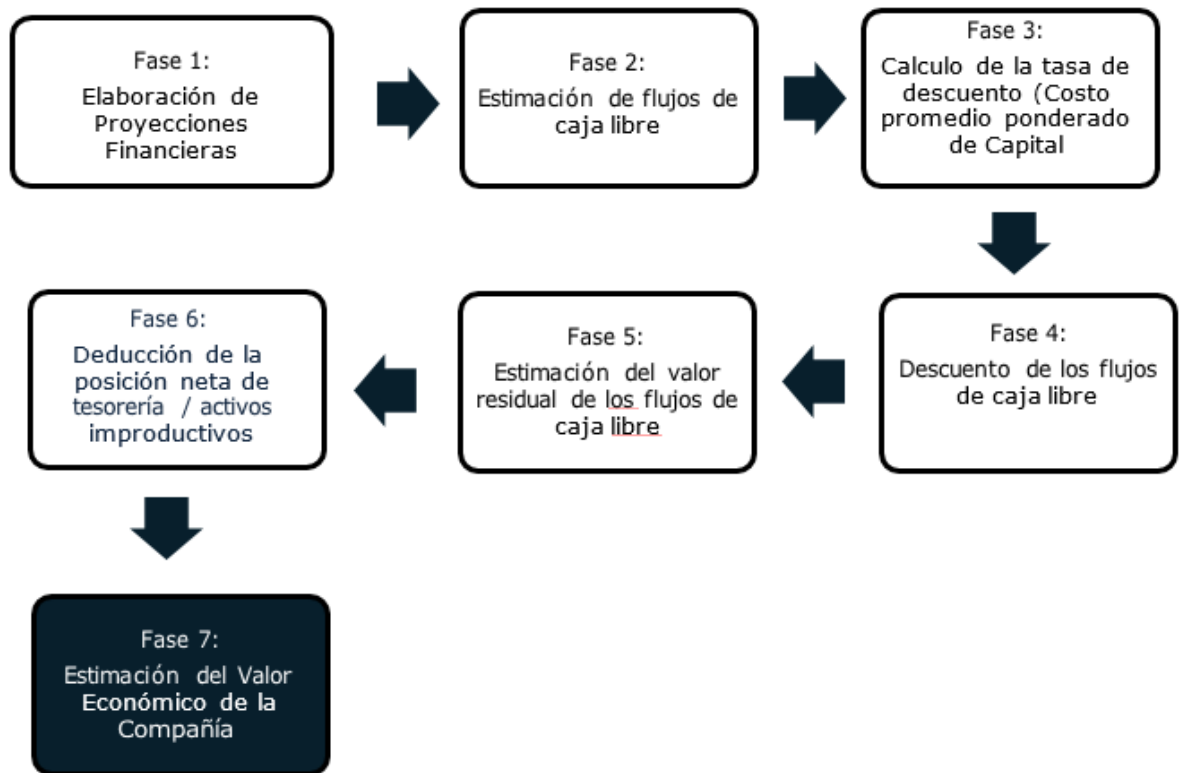 Fase 1:
Elaboración de
Proyecciones
Financieras
Fase 2:
Estimación de flujos de
caja libre
Fase 3:
Calculo de la tasa de
descuento (Costo
promedio ponderado
de Capital
Fase 4:
Descuento de los flujos
de caja libre
Fase 5:
Estimación del valor
residual de los flujos de
caja libre
Fase 6:
Deducción de la
posición neta de
tesorería / activos
improductivos
Fase 7:
Estimación del Valor
Económico de la
Compañía